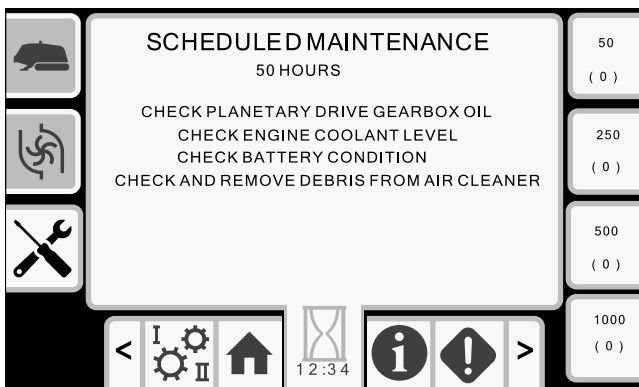 SCHEDULED MAINTENANCE
50 HOURS
CHECK PLANETARY DRIVE GEARBOX OIL
CHECK ENGINE COOLANT LEVEL
CHECK BATTERY CONDITION
CHECK AND REMOVE DEBRIS FROM AIR CLEANER
50
( 0 )
250
( 0 )
500
( 0 )
1000
( 0 )
<
I
II
12:34
i
!
>